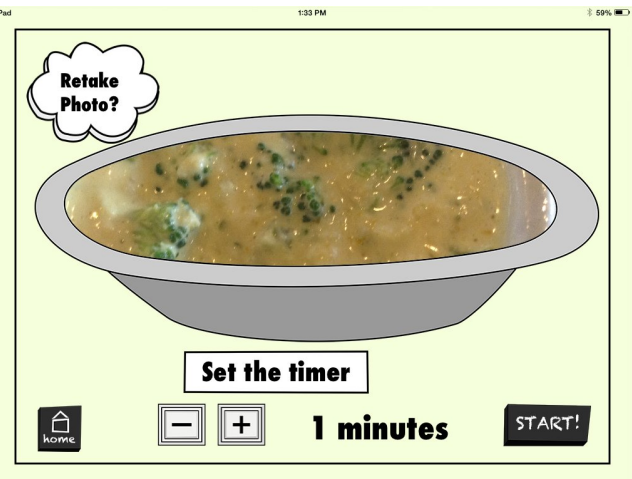 Pad
1:33 PM
59%
Retake
Photo?
Set the timer
1 minutes
home
START!